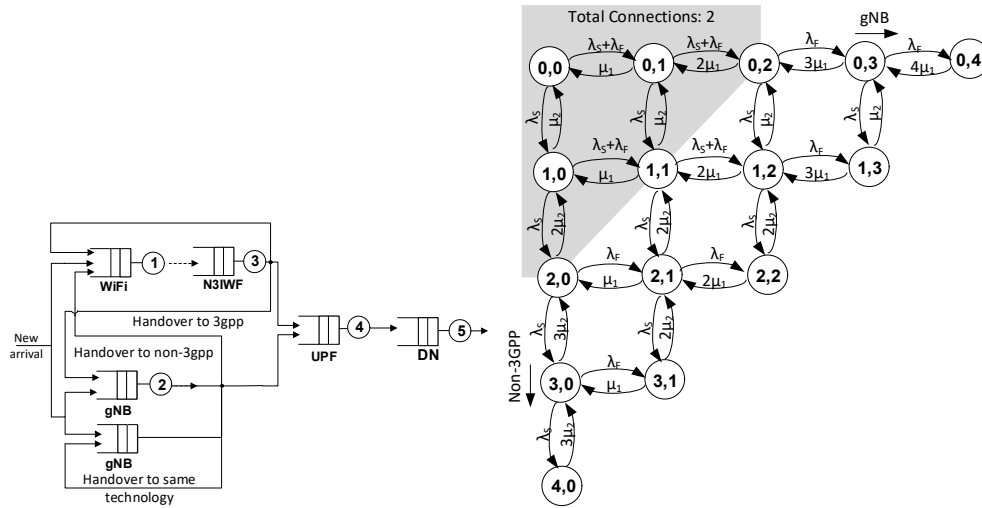 1
3
WiFi
N3IWF
Handover to 3gpp
New
arrival
4
5
UPF
DN
Handover to non-3gpp
2
gNB
gNB
Handover to same
technology
Total Connections: 2
gNB
λS+λF
λS+λF
λF
λF
0,0
0,1
0,2
0,3
0,4
μ1
2μ1
3μ1
4μ1
λS
μ2
λS
μ2
λS
μ2
λS
μ2
λS+λF
λS+λF
λF
1,0
1,1
1,2
1,3
μ1
2μ1
3μ1
λS
2μ2
λS
2μ2
λS
2μ2
λF
λF
2,0
2,1
2,2
μ1
2μ1
Non-3GPP
λS
3μ2
λS
2μ2
λF
3,0
3,1
μ1
λS
3μ2
4,0